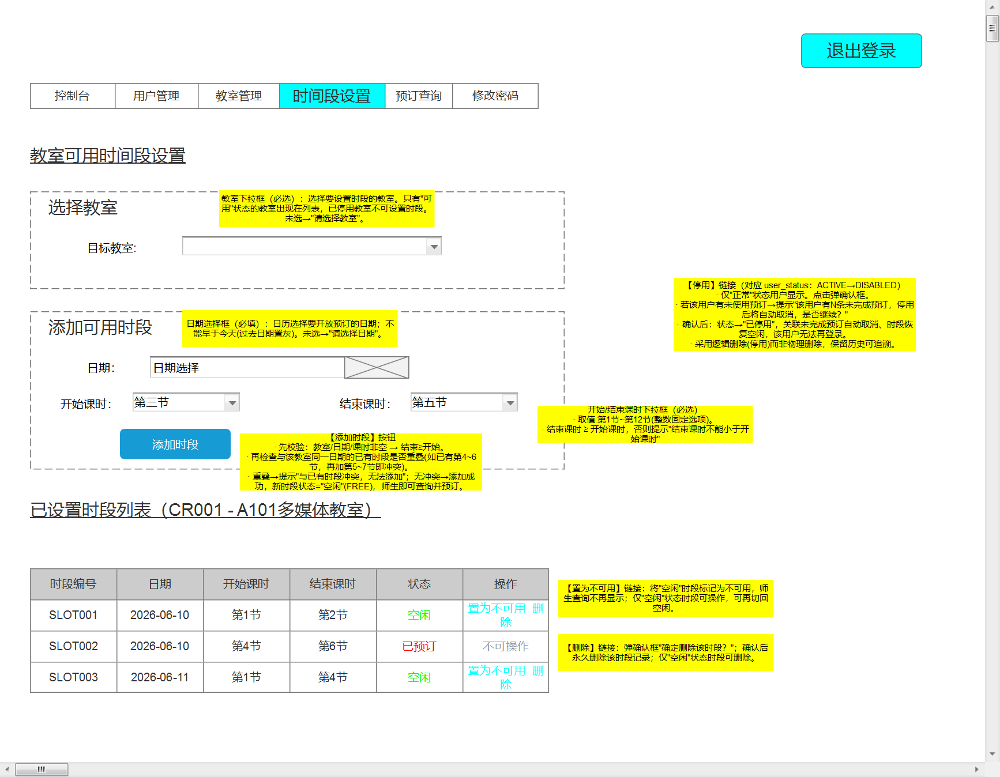 退出登录
控制台 用户管理 教室管理 时间段设置 预订查询 修改密码
教室可用时间段设置
选择教室
教室下拉框（必选）：选择要设置时段的教室。只有"可
用"状态的教室出现在列表，已停用教室不可设置时段。
未选→"请选择教室"。
目标教室:
【停用】链接（对应 user_status：ACTIVE→DISABLED）
· 仅"正常"状态用户显示。点击弹确认框。
· 若该用户有未使用预订→提示"该用户有N条未完成预订，停用
后将自动取消，是否继续？"
· 确认后：状态→"已停用"，关联未完成预订自动取消、时段恢
复空闲，该用户无法再登录。
· 采用逻辑删除(停用)而非物理删除，保留历史可追溯。
添加可用时段
日期选择框（必填）：日历选择要开放预订的日期；不
能早于今天(过去日期置灰)。未选→"请选择日期"。
日期：
日期选择
开始课时：
第三节
结束课时：
第五节
开始/结束课时下拉框（必选）
· 取值 第1节~第12节(整数固定选项)。
· 结束课时 ≥ 开始课时，否则提示"结束课时不能小于开
始课时"
添加时段
【添加时段】按钮
· 先校验：教室/日期/课时非空 → 结束≥开始。
· 再检查与该教室同一日期的已有时段是否重叠(如已有第4~6
节，再加第5~7节即冲突)。
· 重叠→提示"与已有时段冲突，无法添加"；无冲突→添加成
功，新时段状态="空闲"(FREE)，师生即可查询并预订。
已设置时段列表（CR001 - A101多媒体教室）
时段编号 日期 开始课时 结束课时 状态 操作
SLOT001 2026-06-10 第1节 第2节 空闲 置为不可用 删
除
SLOT002 2026-06-10 第4节 第6节 已预订 不可操作
SLOT003 2026-06-11 第1节 第4节 空闲 置为不可用 删
除
【置为不可用】链接：将"空闲"时段标记为不可用，师
生查询不再显示；仅"空闲"状态时段可操作，可再切回
空闲。
【删除】链接：弹确认框"确定删除该时段？"；确认后
永久删除该时段记录；仅"空闲"状态时段可删除。